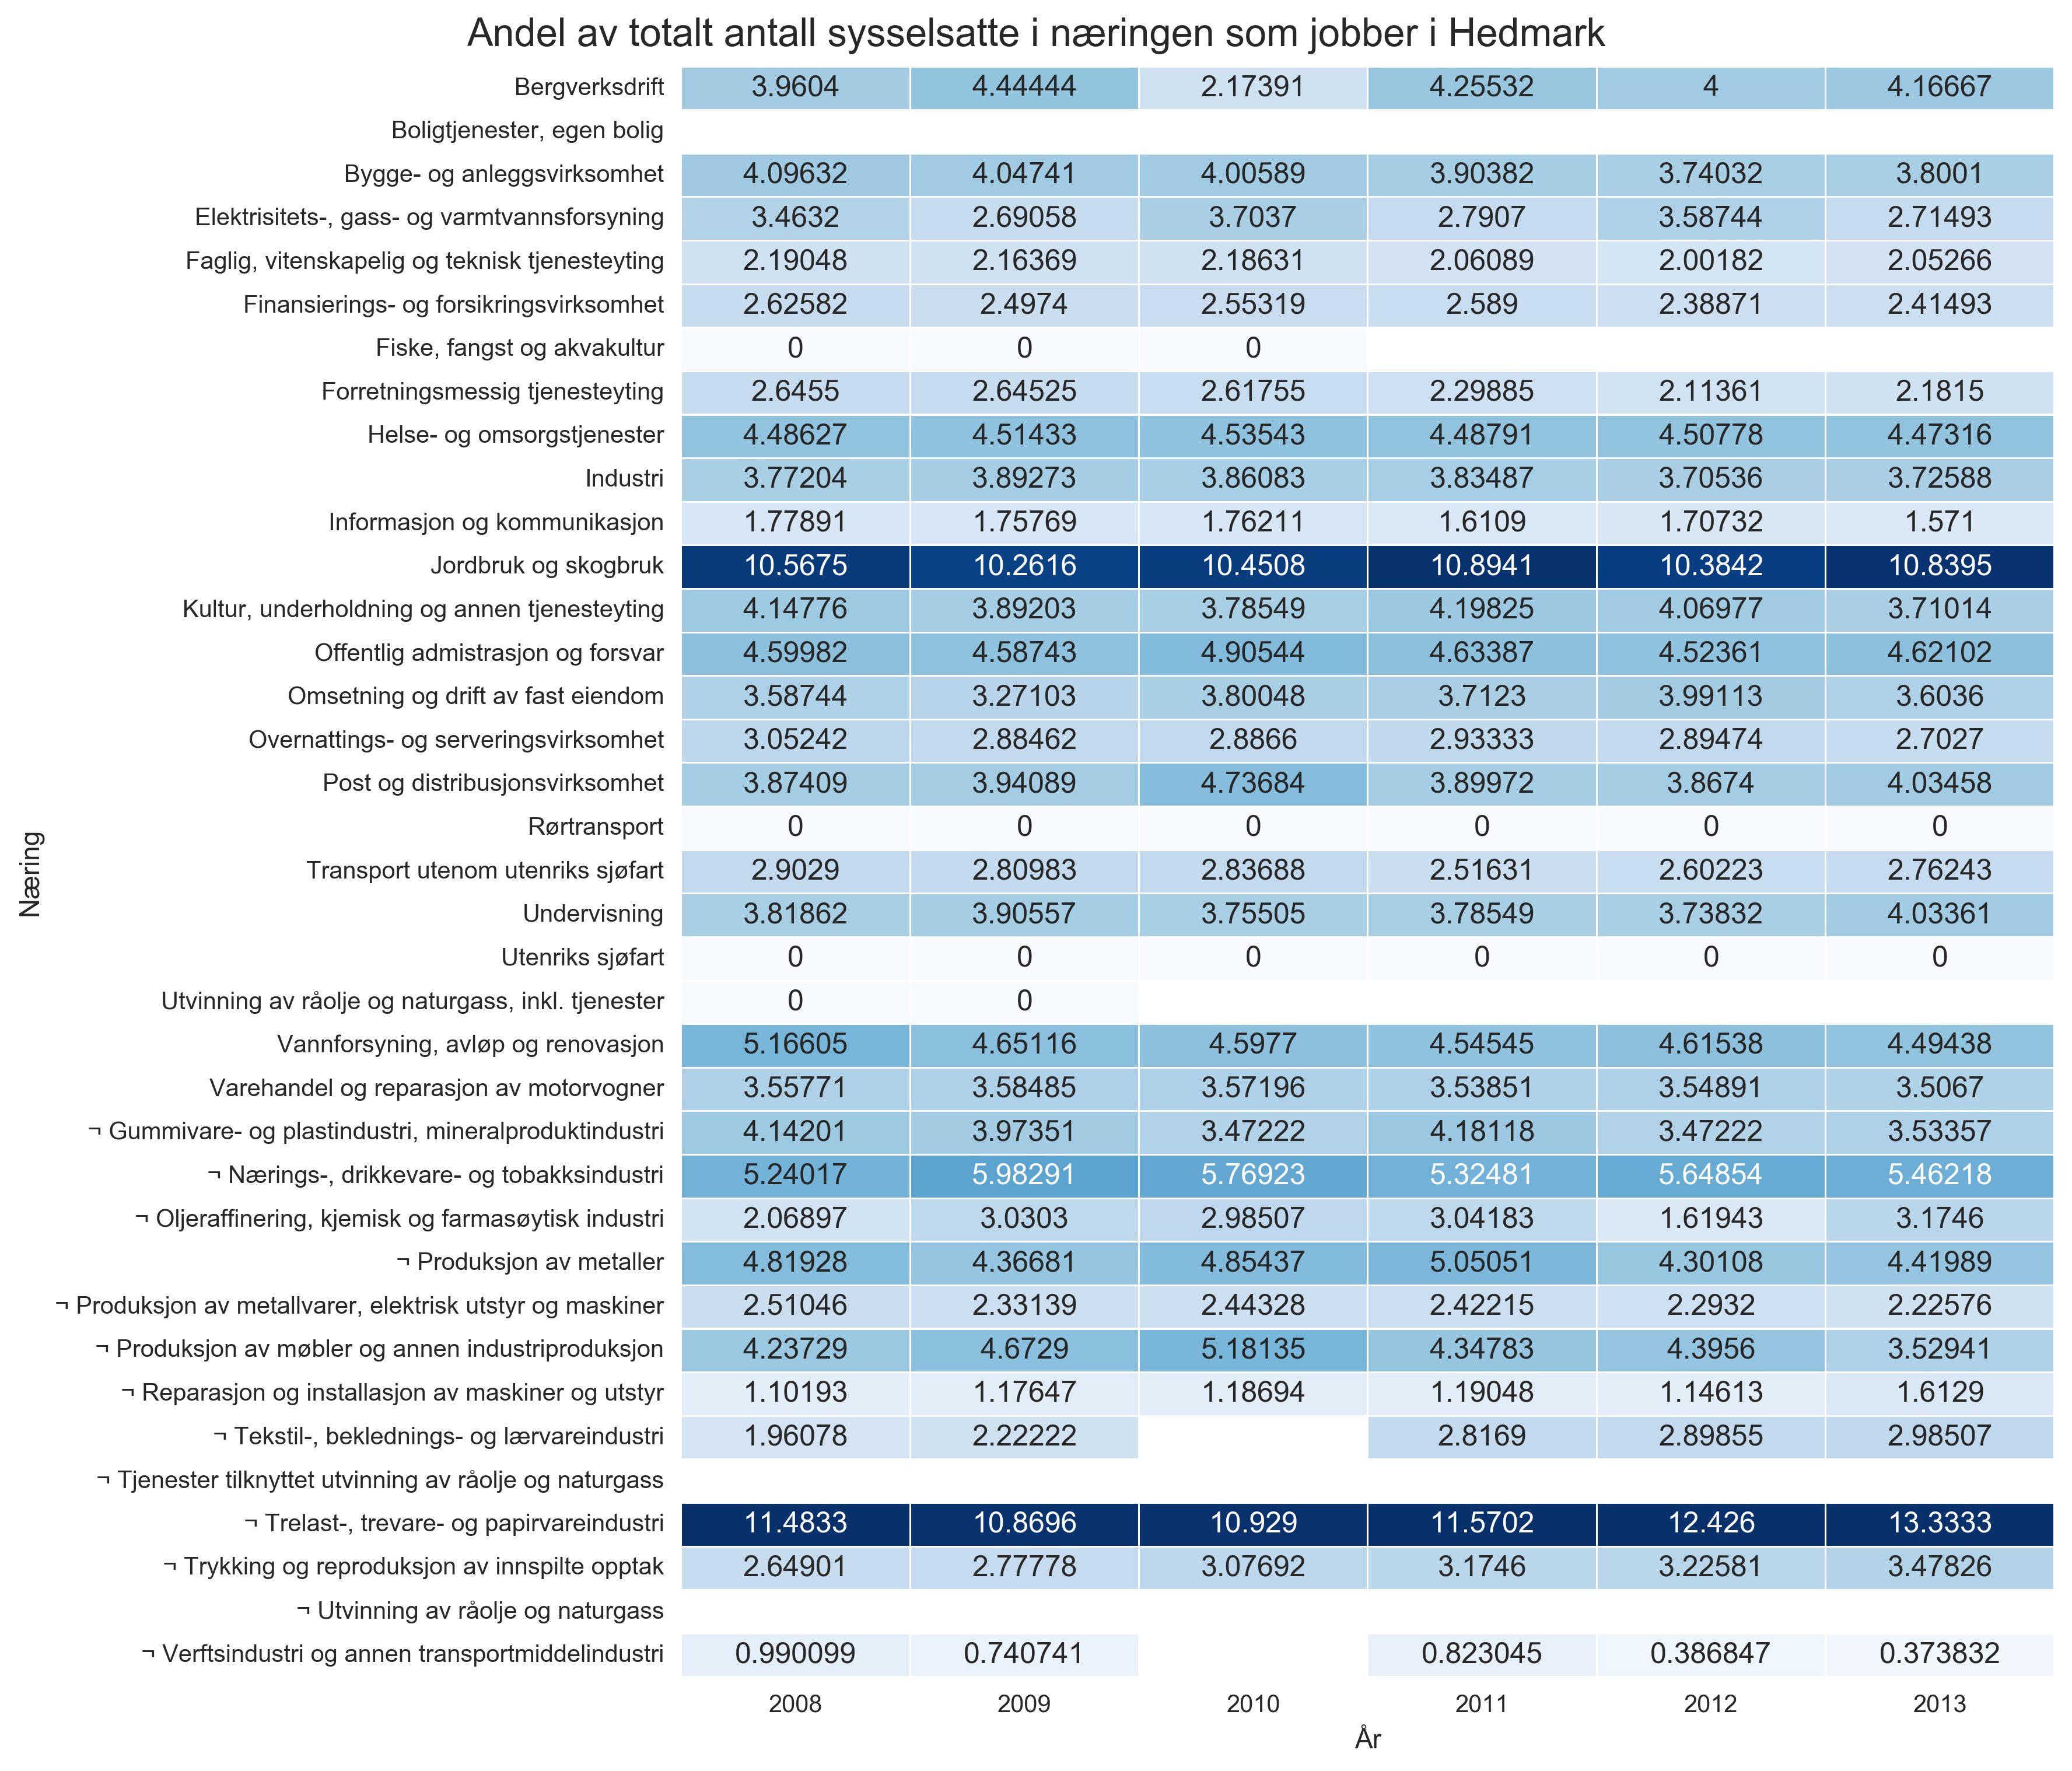 Andel av totalt antall sysselsatte i næringen som jobber i Hedmark
Bergverksdrift 3.9604 4.44444 2.17391 4.25532 4 4.16667
Boligtjenester, egen bolig
Bygge- og anleggsvirksomhet 4.09632 4.04741 4.00589 3.90382 3.74032 3.8001
Elektrisitets-, gass- og varmtvannsforsyning 3.4632 2.69058 3.7037 2.7907 3.58744 2.71493
Faglig, vitenskapelig og teknisk tjenesteyting 2.19048 2.16369 2.18631 2.06089 2.00182 2.05266
Finansierings- og forsikringsvirksomhet 2.62582 2.4974 2.55319 2.589 2.38871 2.41493
Fiske, fangst og akvakultur 0 0 0
Forretningsmessig tjenesteyting 2.6455 2.64525 2.61755 2.29885 2.11361 2.1815
Helse- og omsorgstjenester 4.48627 4.51433 4.53543 4.48791 4.50778 4.47316
Industri 3.77204 3.89273 3.86083 3.83487 3.70536 3.72588
Informasjon og kommunikasjon 1.77891 1.75769 1.76211 1.6109 1.70732 1.571
Jordbruk og skogbruk 10.5675 10.2616 10.4508 10.8941 10.3842 10.8395
Kultur, underholdning og annen tjenesteyting 4.14776 3.89203 3.78549 4.19825 4.06977 3.71014
Offentlig admistrasjon og forsvar 4.59982 4.58743 4.90544 4.63387 4.52361 4.62102
Omsetning og drift av fast eiendom 3.58744 3.27103 3.80048 3.7123 3.99113 3.6036
Overnattings- og serveringsvirksomhet 3.05242 2.88462 2.8866 2.93333 2.89474 2.7027
Post og distribusjonsvirksomhet 3.87409 3.94089 4.73684 3.89972 3.8674 4.03458
Rørtransport 0 0 0 0 0 0
Transport utenom utenriks sjøfart 2.9029 2.80983 2.83688 2.51631 2.60223 2.76243
Undervisning 3.81862 3.90557 3.75505 3.78549 3.73832 4.03361
Utenriks sjøfart 0 0 0 0 0 0
Utvinning av råolje og naturgass, inkl. tjenester 0 0
Vannforsyning, avløp og renovasjon 5.16605 4.65116 4.5977 4.54545 4.61538 4.49438
Varehandel og reparasjon av motorvogner 3.55771 3.58485 3.57196 3.53851 3.54891 3.5067
¬ Gummivare- og plastindustri, mineralproduktindustri 4.14201 3.97351 3.47222 4.18118 3.47222 3.53357
¬ Nærings-, drikkevare- og tobakksindustri 5.24017 5.98291 5.76923 5.32481 5.64854 5.46218
¬ Oljeraffinering, kjemisk og farmasøytisk industri 2.06897 3.0303 2.98507 3.04183 1.61943 3.1746
¬ Produksjon av metaller 4.81928 4.36681 4.85437 5.05051 4.30108 4.41989
¬ Produksjon av metallvarer, elektrisk utstyr og maskiner 2.51046 2.33139 2.44328 2.42215 2.2932 2.22576
¬ Produksjon av møbler og annen industriproduksjon 4.23729 4.6729 5.18135 4.34783 4.3956 3.52941
¬ Reparasjon og installasjon av maskiner og utstyr 1.10193 1.17647 1.18694 1.19048 1.14613 1.6129
¬ Tekstil-, beklednings- og lærvareindustri 1.96078 2.22222 2.8169 2.89855 2.98507
¬ Tjenester tilknyttet utvinning av råolje og naturgass
¬ Trelast-, trevare- og papirvareindustri 11.4833 10.8696 10.929 11.5702 12.426 13.3333
¬ Trykking og reproduksjon av innspilte opptak 2.64901 2.77778 3.07692 3.1746 3.22581 3.47826
¬ Utvinning av råolje og naturgass
¬ Verftsindustri og annen transportmiddelindustri 0.990099 0.740741 0.823045 0.386847 0.373832
2008 2009 2010 2011 2012 2013
År
Næring